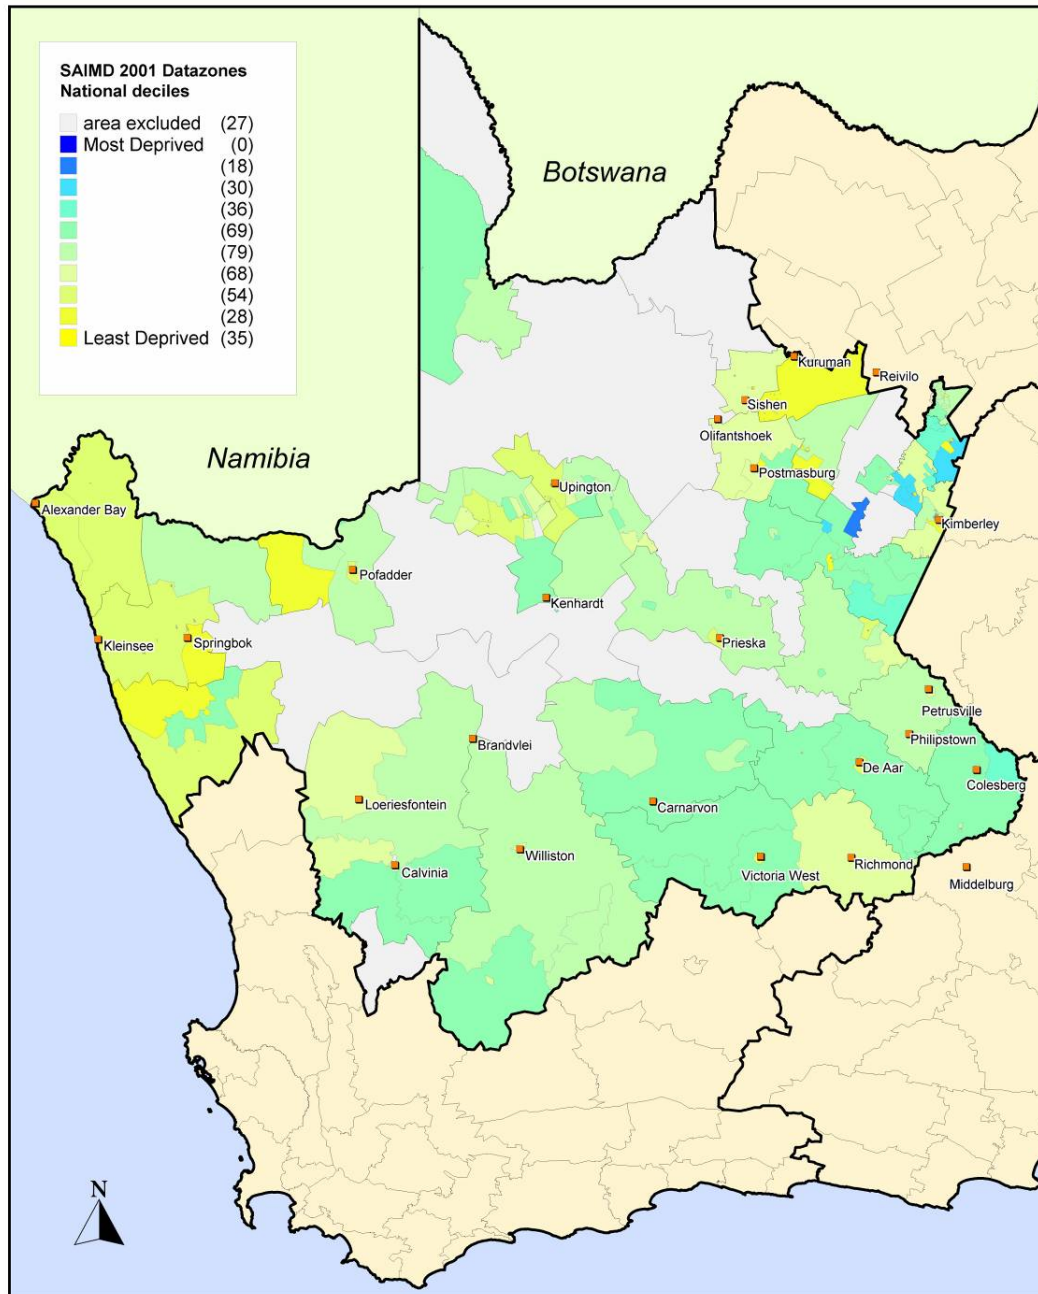 SAIMD 2001 Datazones
National deciles
area excluded (27)
Most Deprived (0)
(18)
(30)
(36)
(69)
(79)
(68)
(54)
(28)
Least Deprived (35)
Botswana
Namibia
Kuruman
Reivilo
Sishen
Olifantshoek
Postmasburg
Upington
Alexander Bay
Kimberley
Pofadder
Kenhardt
Kleinsee
Springbok
Prieska
Petrusville
Philipstown
Brandvlei
De Aar
Colesberg
Loeriesfontein
Carnarvon
Williston
Calvinia
Victoria West
Richmond
Middelburg
N